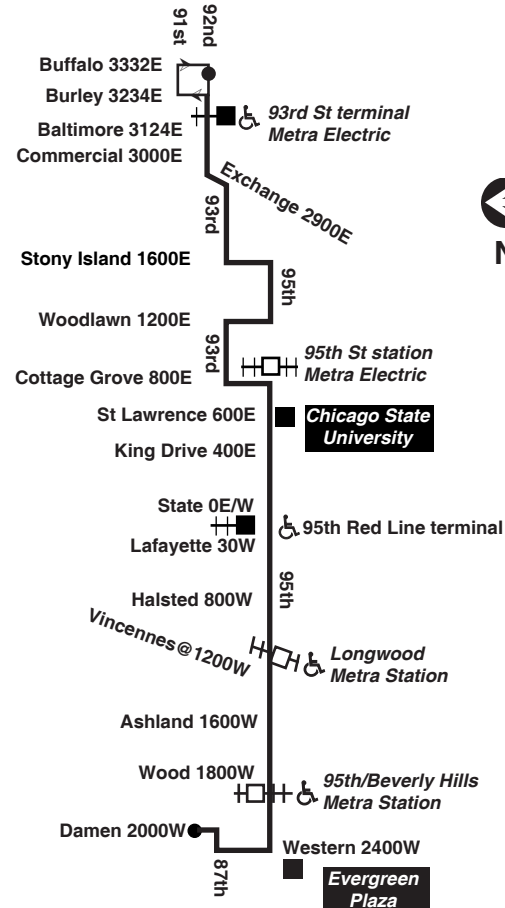 91st
92nd
Buffalo 3332E
Burley 3234E
Baltimore 3124E
93rd St terminal
Metra Electric
Commercial 3000E
Exchange 2900E
93rd
N
Stony Island 1600E
95th
Woodlawn 1200E
93rd
95th St station
Metra Electric
Cottage Grove 800E
St Lawrence 600E
Chicago State
University
King Drive 400E
State 0E/W
95th Red Line terminal
Lafayette 30W
95th
Halsted 800W
Vincennes@1200W
Longwood
Metra Station
Ashland 1600W
Wood 1800W
95th/Beverly Hills
Metra Station
Damen 2000W
87th
Western 2400W
Evergreen
Plaza